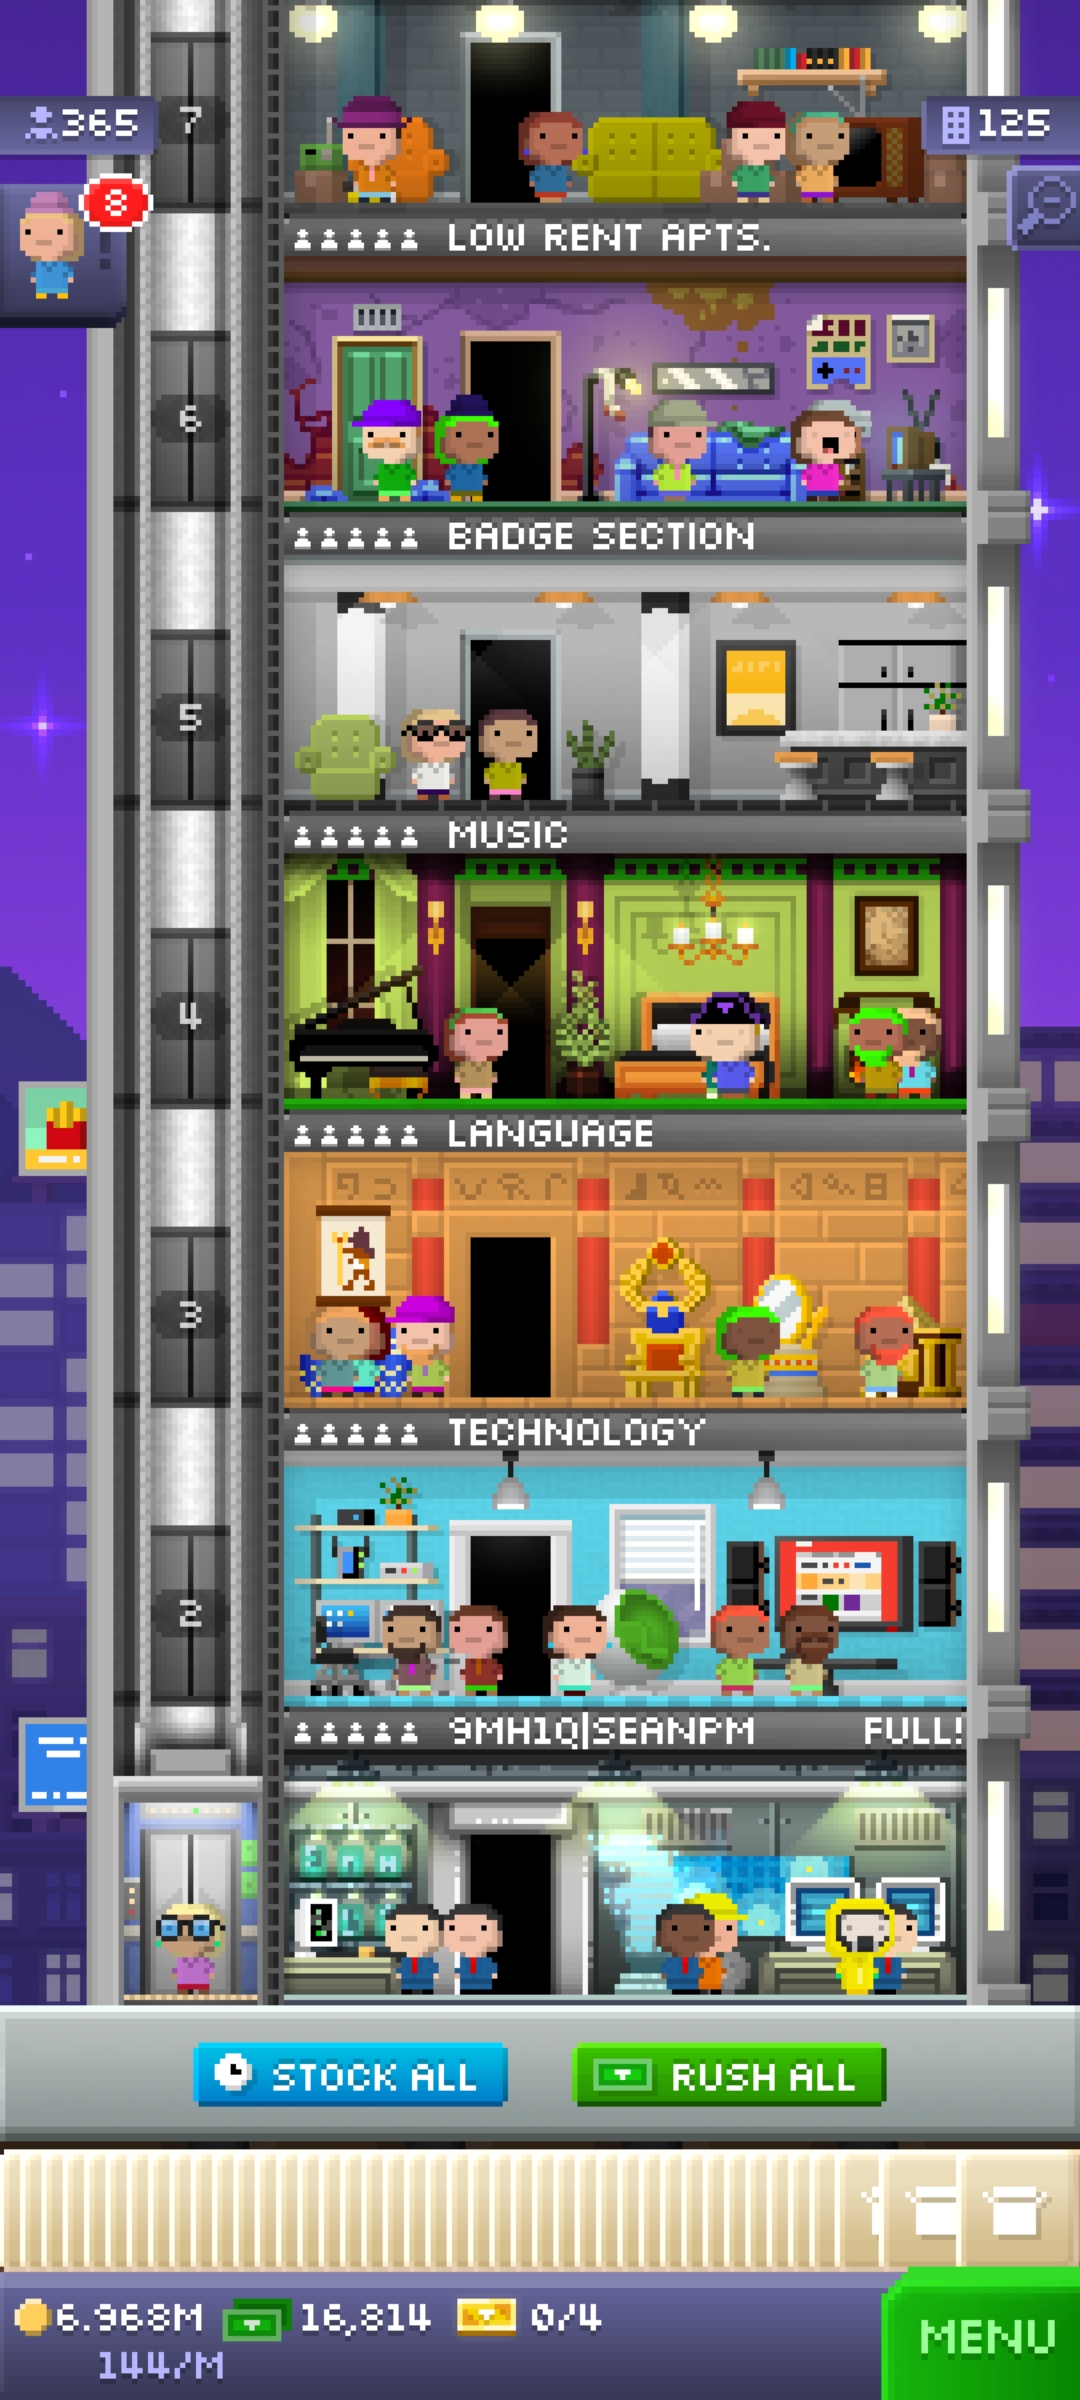 7
365
125
8
LOW RENT APTS.
6
BADGE SECTION
5
MUSIC
4
LANGUAGE
3
TECHNOLOGY
2
9MH1Q|SEANPM FULL!
STOCK ALL
RUSH ALL
6.968M 16,814 0/4
144/M
MENU